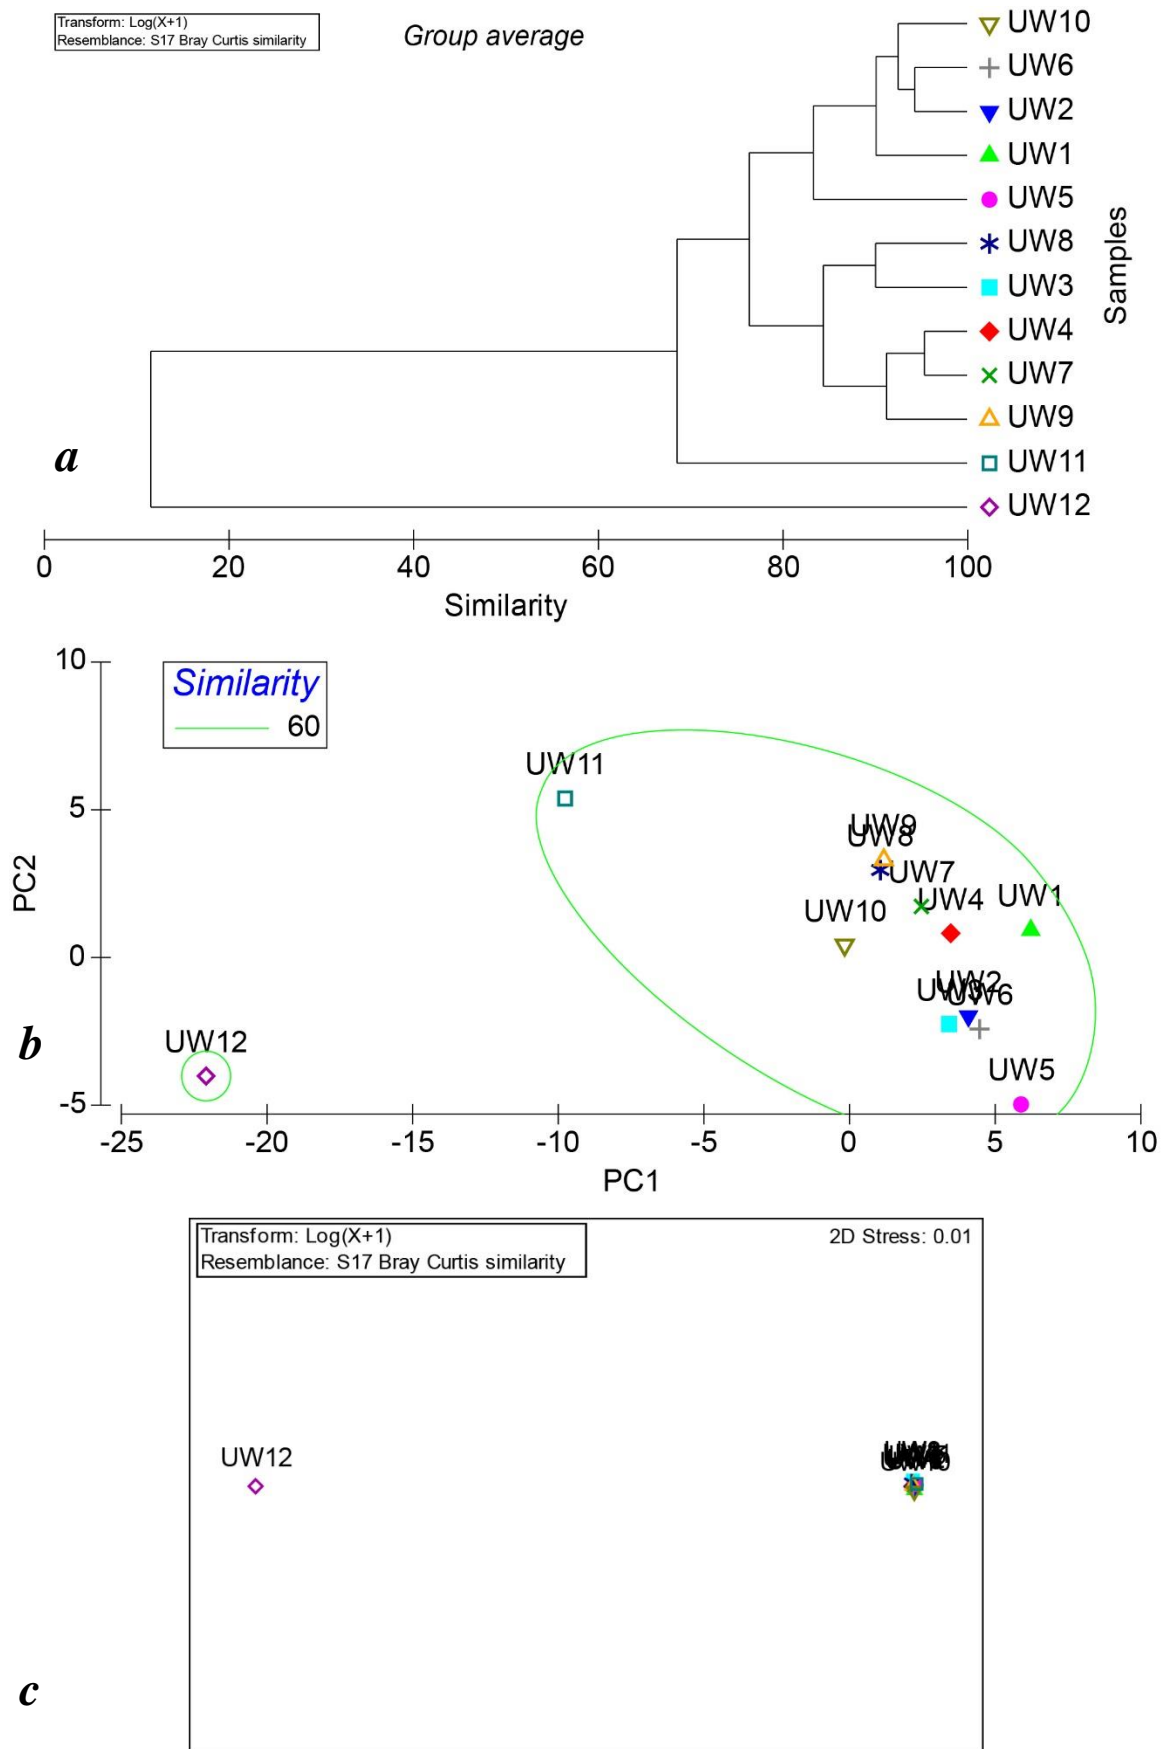 Transform: Log(X+1)
Resemblance: S17 Bray Curtis similarity
Group average
UW10
UW6
UW2
UW1
UW5
UW8
UW3
UW4
UW7
UW9
UW11
UW12
Samples
a
0 20 40 60 80 100
Similarity
10
5
0
-5
PC2
Similarity
60
UW11
UW9
UW8
UW7
UW4
UW1
UW10
UW2
UW3
UW6
UW5
UW12
b
-25 -20 -15 -10 -5 0 5 10
PC1
Transform: Log(X+1)
Resemblance: S17 Bray Curtis similarity
2D Stress: 0.01
UW12
c